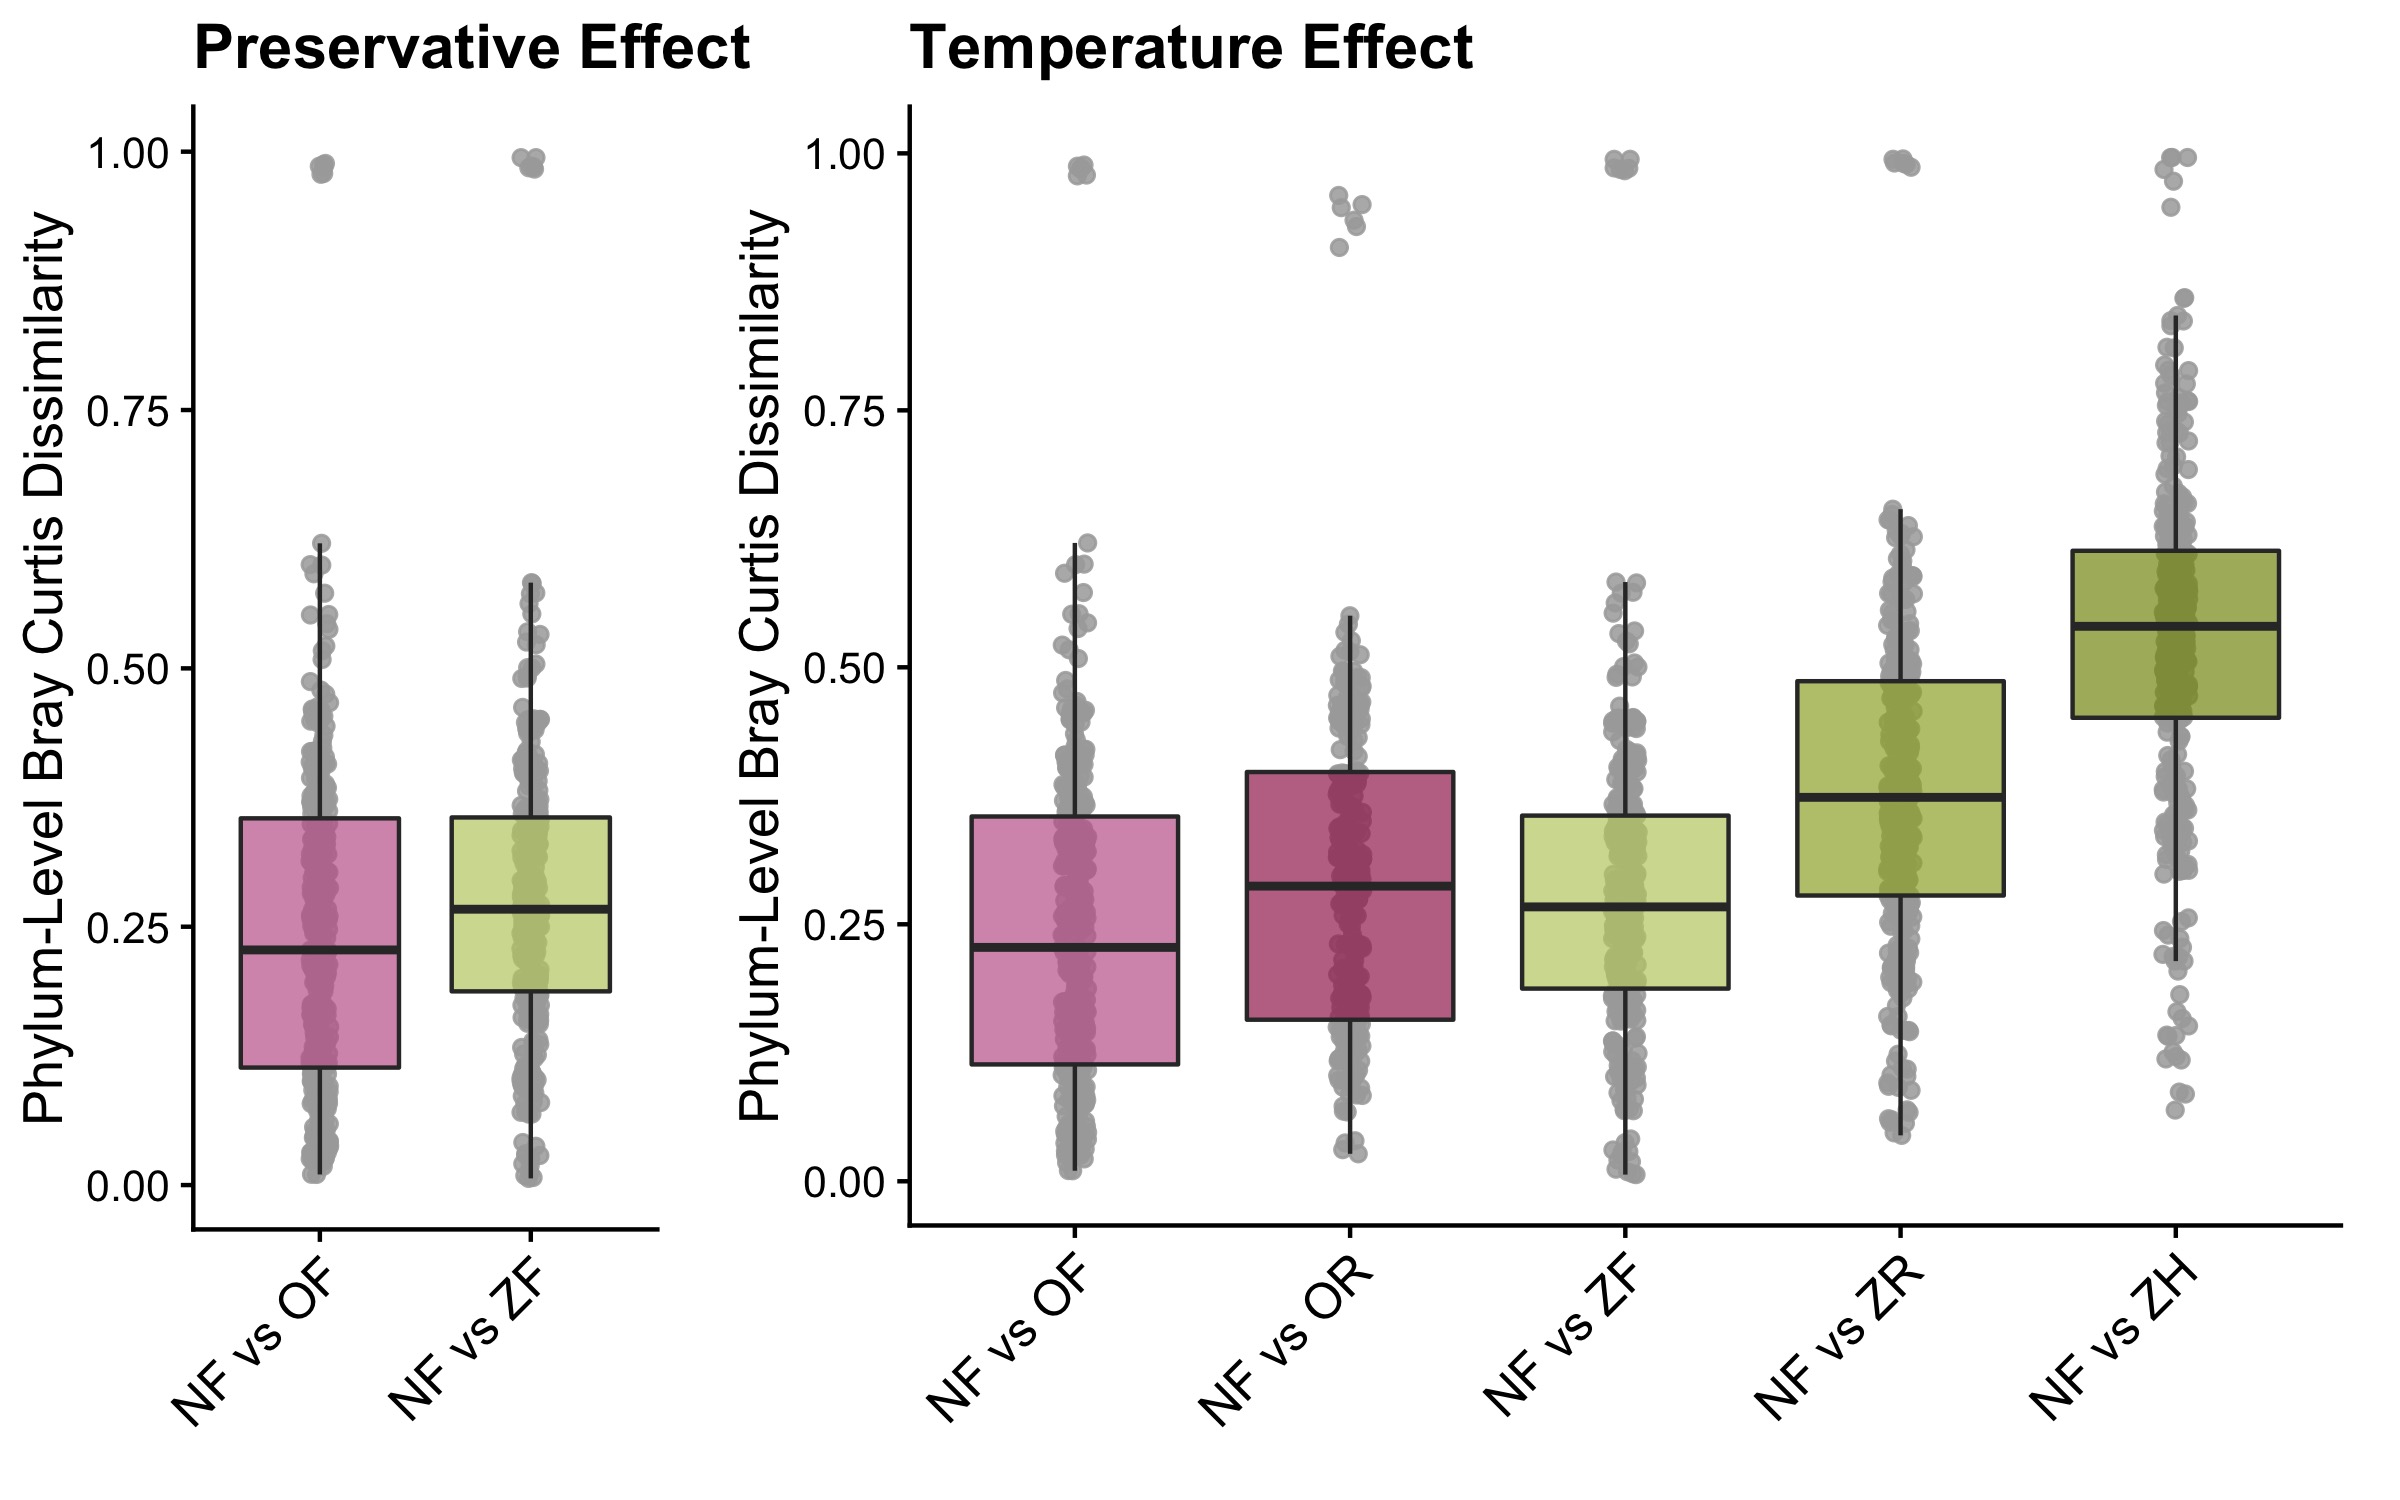 Preservative Effect
Phylum-Level Bray Curtis Dissimilarity
1.00
0.75
0.50
0.25
0.00
NF vs OF
NF vs ZF
Temperature Effect
Phylum-Level Bray Curtis Dissimilarity
1.00
0.75
0.50
0.25
0.00
NF vs OF
NF vs OR
NF vs ZF
NF vs ZR
NF vs ZH